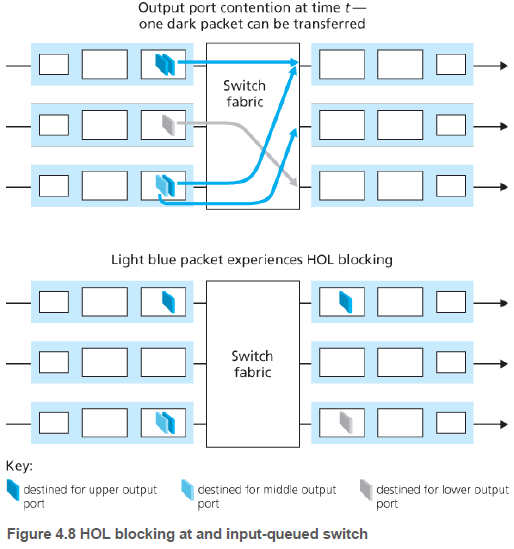 Output port contention at time t—
one dark packet can be transferred
Switch
fabric
Light blue packet experiences HOL blocking
Switch
fabric
Key:
destined for upper output
port
destined for middle output
port
destined for lower output
port
Figure 4.8 HOL blocking at and input-queued switch